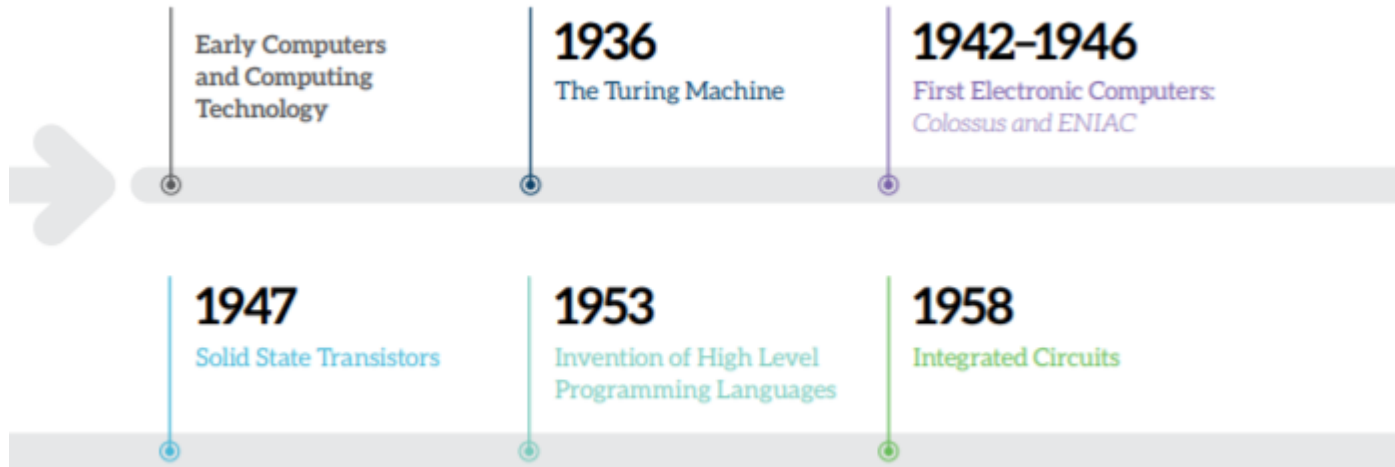 Early Computers
and Computing
Technology
1936
The Turing Machine
1942–1946
First Electronic Computers:
Colossus and ENIAC
1947
Solid State Transistors
1953
Invention of High Level
Programming Languages
1958
Integrated Circuits